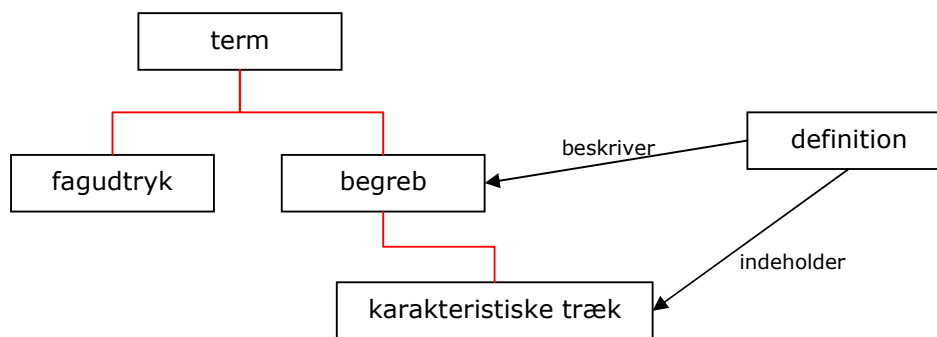 term
definition
beskriver
fagudtryk
begreb
indeholder
karakteristiske træk